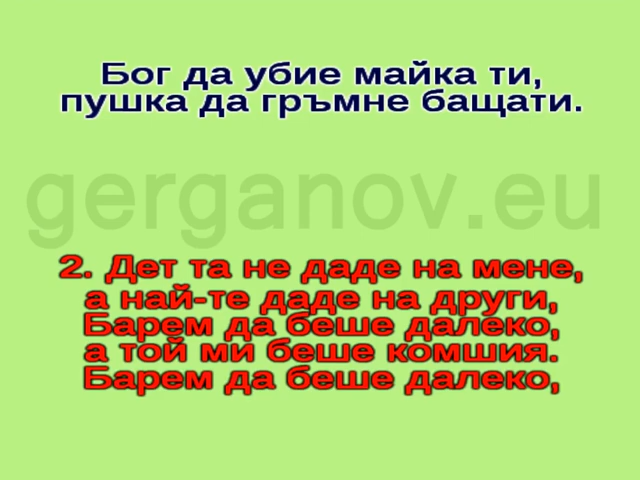 Бог да убие майка ти,
пушка да гръмне бащати.
gerganov.eu
2. Дет та не даде на мене,
а най-те даде на други,
Барем да беше далеко,
а той ми беше комшия.
Барем да беше далеко,